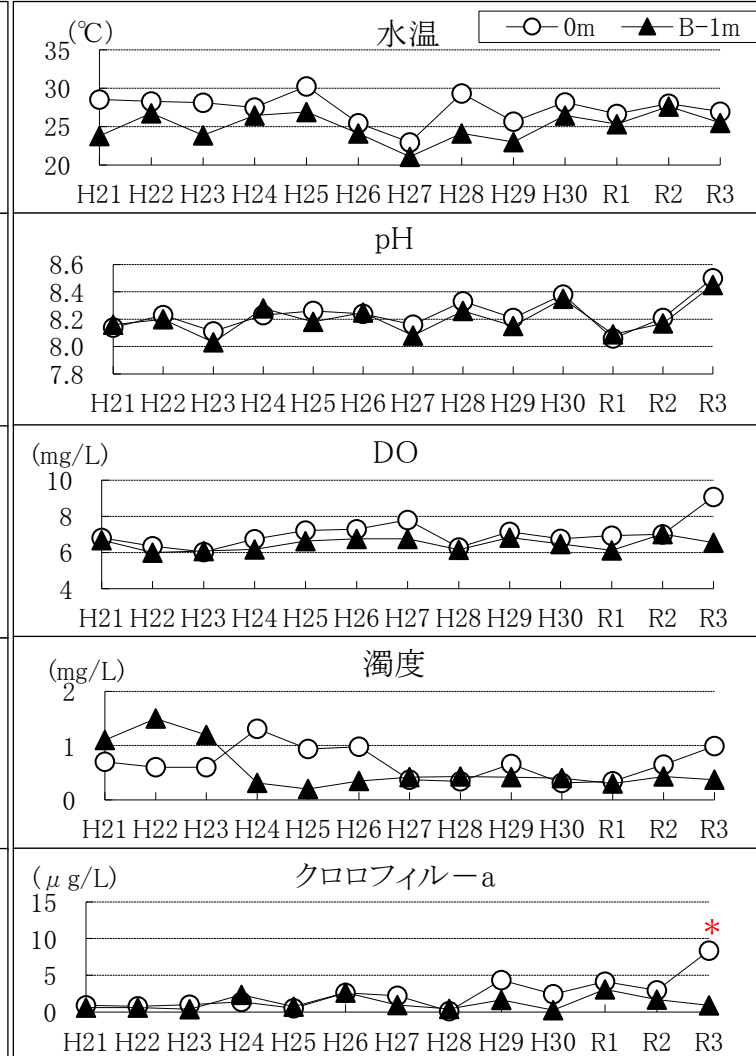 (℃) 水温 0m B-1m
35
30
25
20
H21 H22 H23 H24 H25 H26 H27 H28 H29 H30 R1 R2 R3
pH
8.6
8.4
8.2
8.0
7.8
H21 H22 H23 H24 H25 H26 H27 H28 H29 H30 R1 R2 R3
(mg/L) DO
10
8
6
4
H21 H22 H23 H24 H25 H26 H27 H28 H29 H30 R1 R2 R3
(mg/L) 濁度
2
1
0
H21 H22 H23 H24 H25 H26 H27 H28 H29 H30 R1 R2 R3
(μg/L) クロロフィル－a
15
10
5
0
*
H21 H22 H23 H24 H25 H26 H27 H28 H29 H30 R1 R2 R3